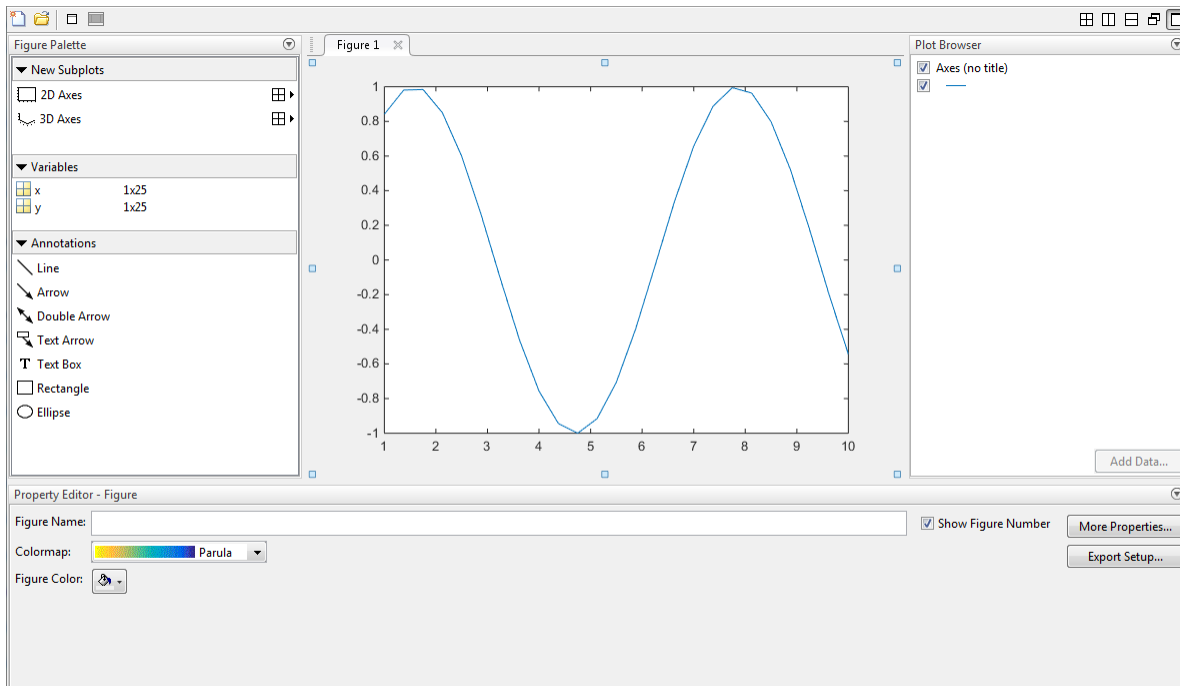 Figure Palette
New Subplots
2D Axes
3D Axes
Variables
x 1x25
y 1x25
Annotations
Line
Arrow
Double Arrow
Text Arrow
T Text Box
Rectangle
Ellipse
Figure 1
1
0.8
0.6
0.4
0.2
0
-0.2
-0.4
-0.6
-0.8
-1
1 2 3 4 5 6 7 8 9 10
Plot Browser
Axes (no title)
Add Data...
Property Editor - Figure
Figure Name:
Show Figure Number
More Properties...
Colormap: Parula
Export Setup...
Figure Color: